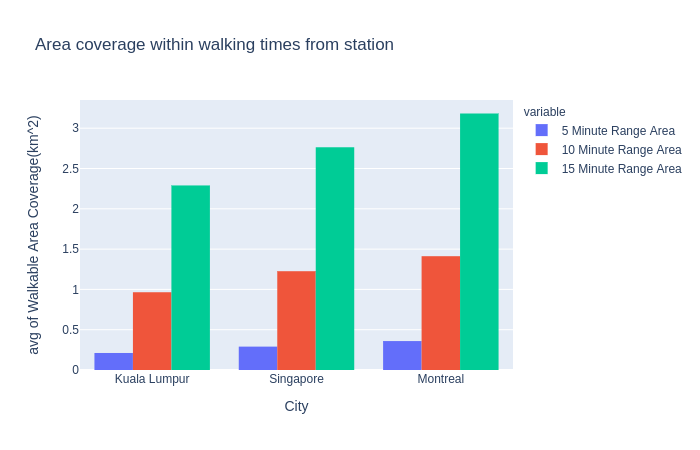 Area coverage within walking times from station
avg of Walkable Area Coverage(km^2)
3
2.5
2
1.5
1
0.5
0
Kuala Lumpur
Singapore
Montreal
City
variable
5 Minute Range Area
10 Minute Range Area
15 Minute Range Area